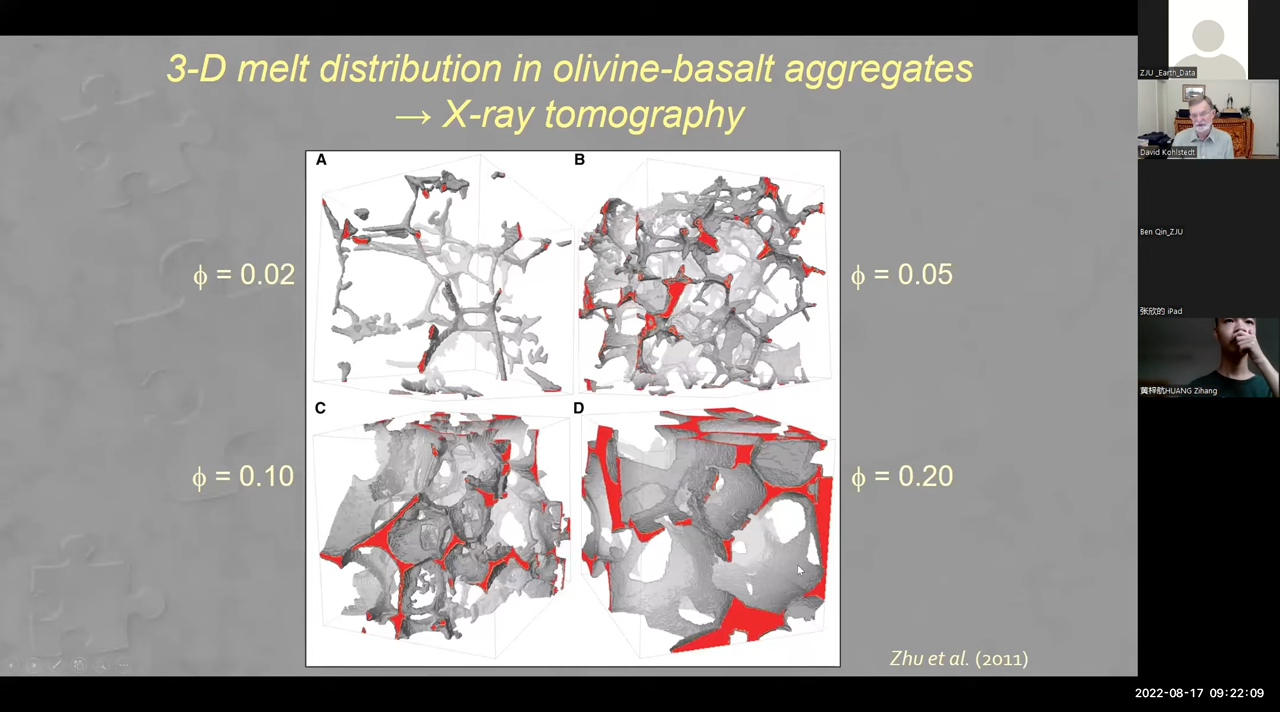 3-D melt distribution in olivine-basalt aggregates
→ X-ray tomography
A
B
ϕ = 0.02
ϕ = 0.05
C
D
ϕ = 0.10
ϕ = 0.20
Zhu et al. (2011)
ZJU _Earth_Data
David Kohlstedt
Ben Qin_ZJU
张欣的 iPad
黄梓航HUANG Zihang
2022-08-17 09:22:09